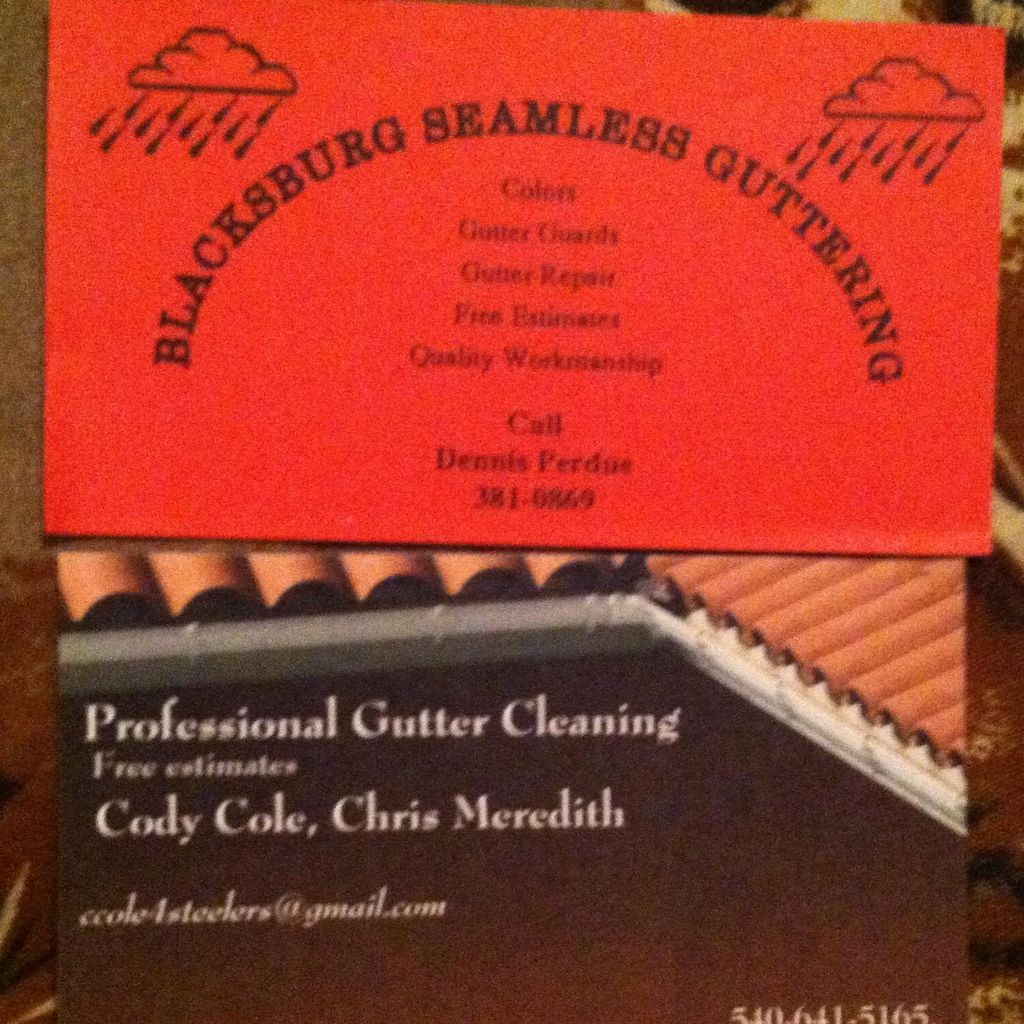 BLACKSBURG SEAMLESS GUTTERING
Colors
Gutter Guards
Gutter Repair
Free Estimates
Quality Workmanship
Call
Dennis Perdue
381-0869
Professional Gutter Cleaning
Free estimates
Cody Cole, Chris Meredith
ccole4steelers@gmail.com
540-641-5165